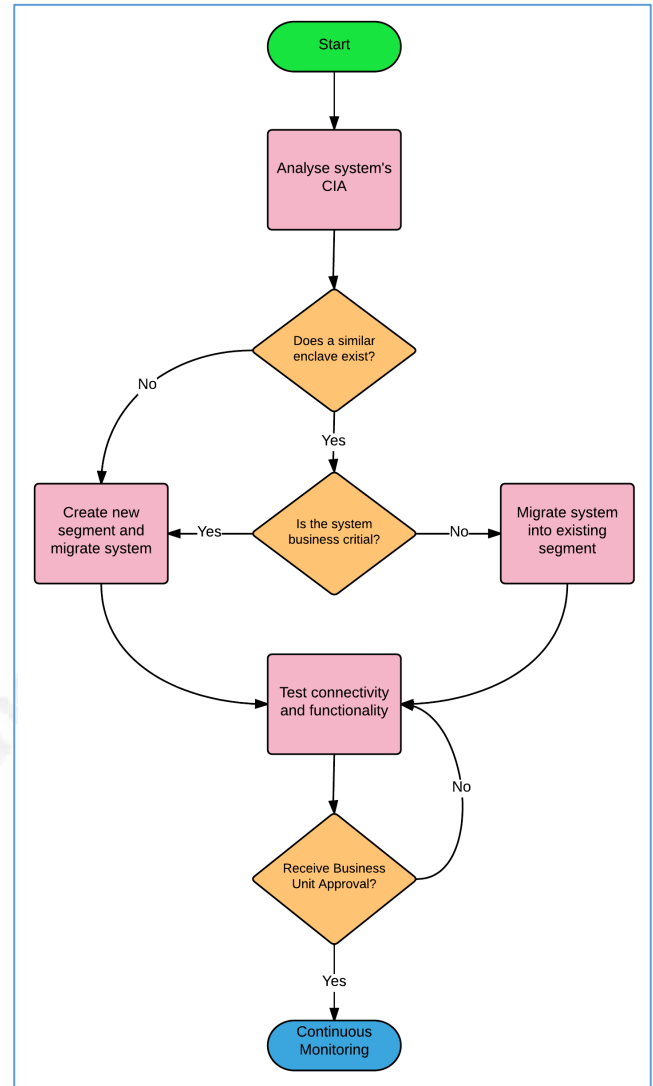 Start
Analyse system's
CIA
Does a similar
enclave exist?
No
Yes
Create new
segment and
migrate system
Yes
Is the system
business critial?
No
Migrate system
into existing
segment
Test connectivity
and functionality
No
Receive Business
Unit Approval?
Yes
Continuous
Monitoring